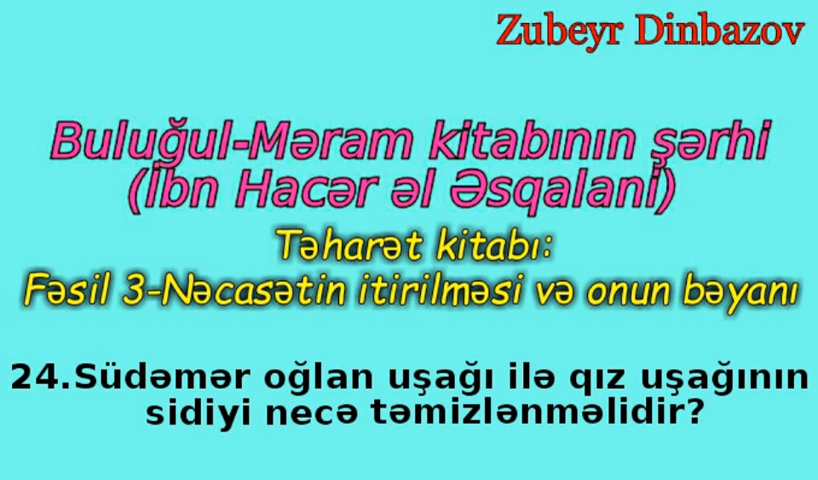 Zubeyr Dinbazov
Buluğul-Məram kitabının şərhi
(İbn Hacər əl Əsqalani)
Təharət kitabı:
Fəsil 3-Nəcasətin itirilməsi və onun bəyanı
24.Südəmər oğlan uşağı ilə qız uşağının
sidiyi necə təmizlənməlidir?